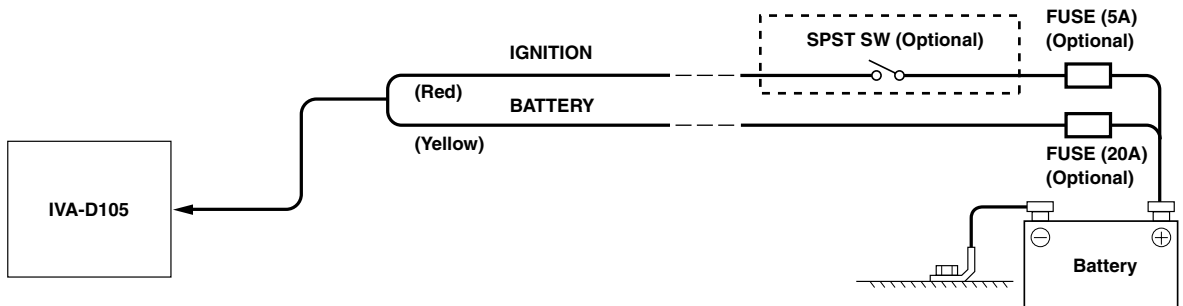 FUSE (5A)
(Optional)
SPST SW (Optional)
IGNITION
(Red)
BATTERY
(Yellow)
FUSE (20A)
(Optional)
IVA-D105
Battery